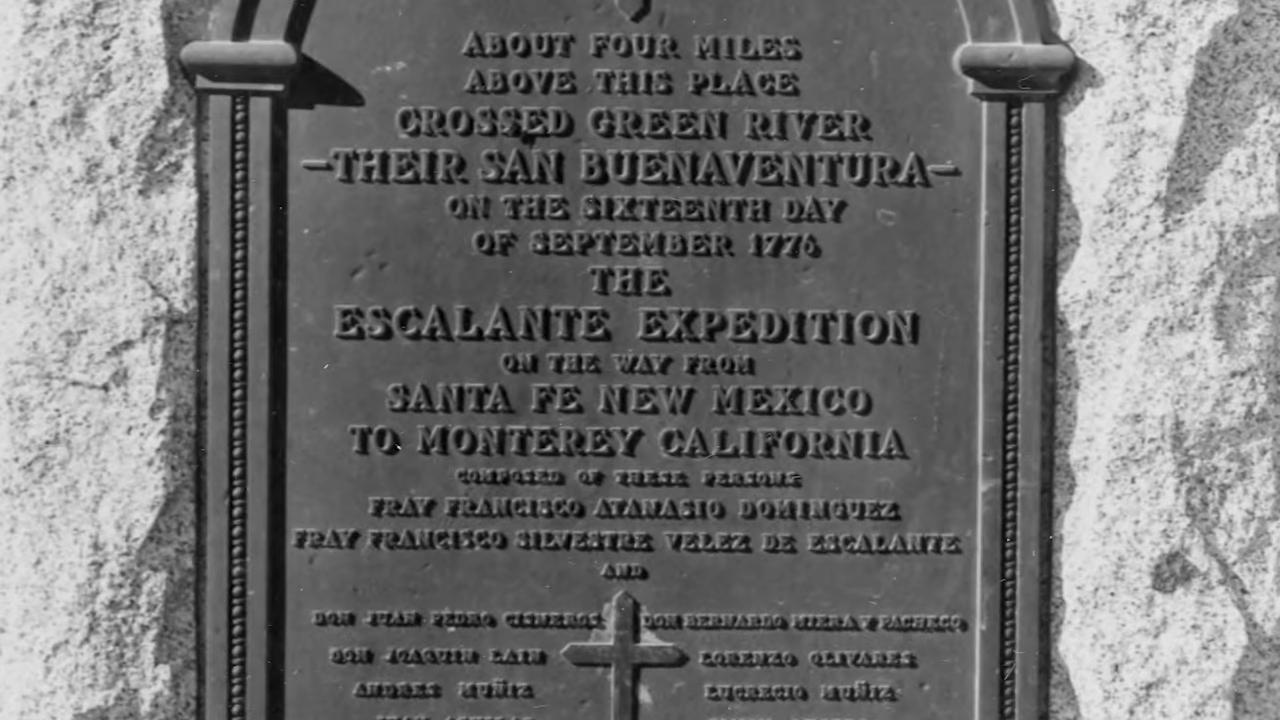 ABOUT FOUR MILES
ABOVE THIS PLACE
CROSSED GREEN RIVER
—THEIR SAN BUENAVENTURA—
ON THE SIXTEENTH DAY
OF SEPTEMBER 1776
THE
ESCALANTE EXPEDITION
ON THE WAY FROM
SANTA FE NEW MEXICO
TO MONTEREY CALIFORNIA
COMPOSED OF THESE PERSONS
FRAY FRANCISCO ATANASIO DOMINGUEZ
FRAY FRANCISCO SILVESTRE VELEZ DE ESCALANTE
AND
DON JUAN PEDRO CISNEROS DON BERNARDO MIERA Y PACHECO
DON JOAQUIN LAIN LORENZO OLIVARES
ANDRES MUÑIZ LUCRECIO MUÑIZ